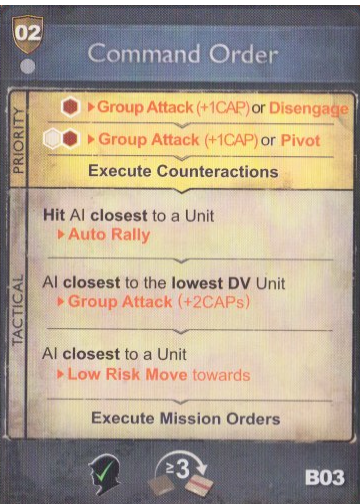 02
Command Order
PRIORITY
▸Group Attack (+1CAP) or Disengage
▸ Group Attack (+1CAP) or Pivot
Execute Counteractions
TACTICAL
Hit AI closest to a Unit
▸Auto Rally
AI closest to the lowest DV Unit
▸Group Attack (+2CAPs)
AI closest to a Unit
▸Low Risk Move towards
Execute Mission Orders
≥3
B03